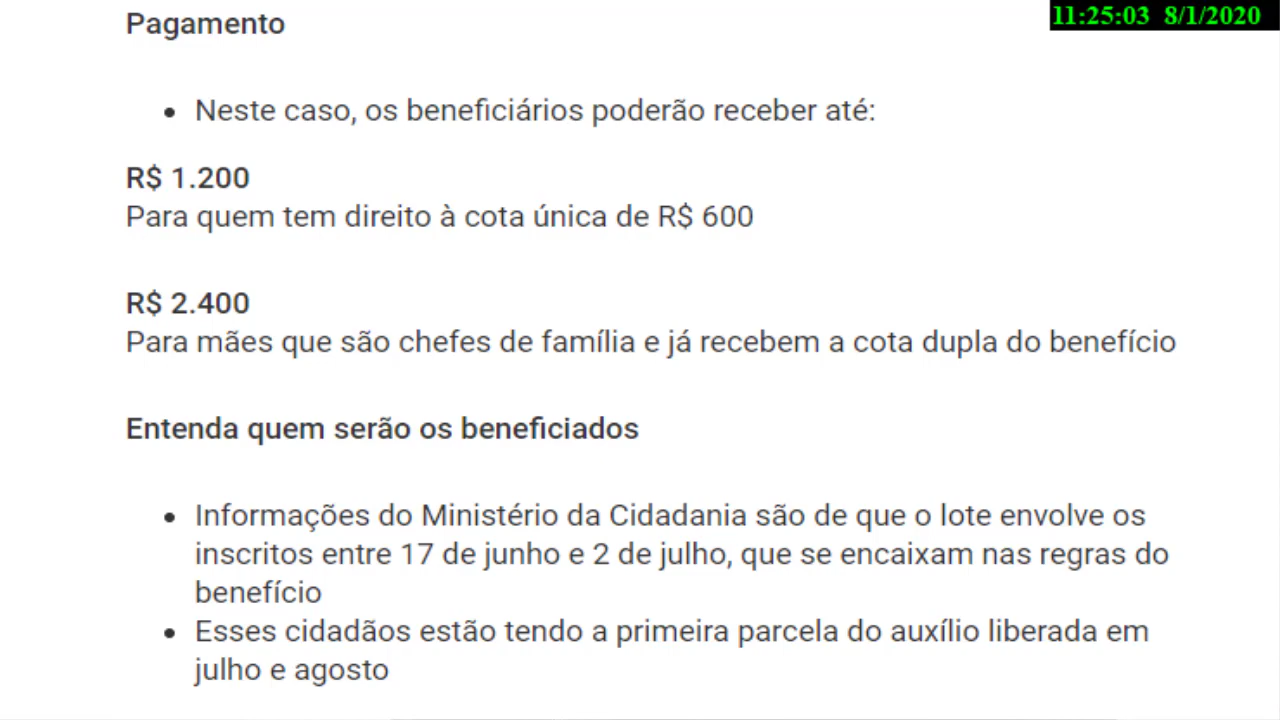 Pagamento
11:25:03 8/1/2020
• Neste caso, os beneficiários poderão receber até:
R$ 1.200
Para quem tem direito à cota única de R$ 600
R$ 2.400
Para mães que são chefes de família e já recebem a cota dupla do benefício
Entenda quem serão os beneficiados
• Informações do Ministério da Cidadania são de que o lote envolve os
inscritos entre 17 de junho e 2 de julho, que se encaixam nas regras do
benefício
• Esses cidadãos estão tendo a primeira parcela do auxílio liberada em
julho e agosto